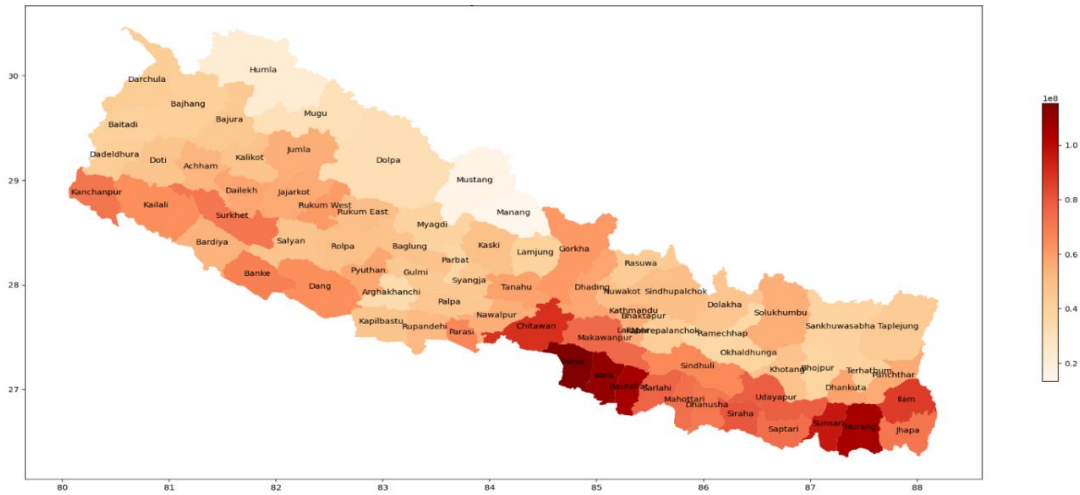 1e8
30
Humla
Darchula
Bajhang
Mugu
Baitadi
Bajura
Dadeldhura
Doti
Achham
Kalikot
Jumla
Dolpa
29
Kanchanpur
Kailali
Surkhet
Dailekh
Jajarkot
Rukum West
Rukum East
Mustang
Manang
Myagdi
Bardiya
Salyan
Rolpa
Baglung
Parbat
Kaski
Lamjung
Gorkha
Rasuwa
28
Banke
Dang
Pyuthan
Gulmi
Syangja
Arghakhanchi
Palpa
Tanahu
Dhading
Nuwakot
Sindhupalchok
Dolakha
Solukhumbu
Sankhuwasabha
Taplejung
Kapilbastu
Rupandehi
Parasi
Nawalpur
Chitawan
Kathmandu
Bhaktapur
Makawanpur
Ramechhap
Okhaldhunga
27
Sindhuli
Khotang
Bhojpur
Terhathum
Panchthar
Dhankuta
Rautahat
Sarlahi
Mahottari
Dhanusha
Siraha
Udayapur
Saptari
Sunsari
Morang
Ilam
Jhapa
80
81
82
83
84
85
86
87
88
1.0
0.8
0.6
0.4
0.2